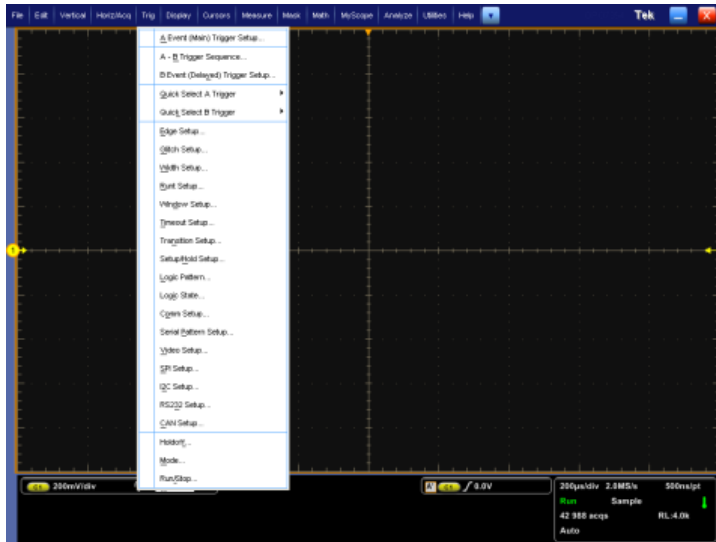 File Edit Vertical Horiz/Acq Trig Display Cursors Measure Mask Math MyScope Analyze Utilities Help Tek
A Event (Main) Trigger Setup...
A - B Trigger Sequence...
B Event (Delayed) Trigger Setup...
Quick Select A Trigger
Quick Select B Trigger
Edge Setup...
Glitch Setup...
Width Setup...
Runt Setup...
Window Setup...
Timeout Setup...
Transition Setup...
Setup/Hold Setup...
Logic Pattern...
Logic State...
Comm Setup...
Serial Pattern Setup...
Video Setup...
SPI Setup...
I2C Setup...
RS232 Setup...
CAN Setup...
Holdoff...
Mode...
Run/Stop...
1
C1 200mV/div
A' C1 / 0.0V
200µs/div 2.0MS/s 500ns/pt
Run Sample
42 988 acqs RL:4.0k
Auto